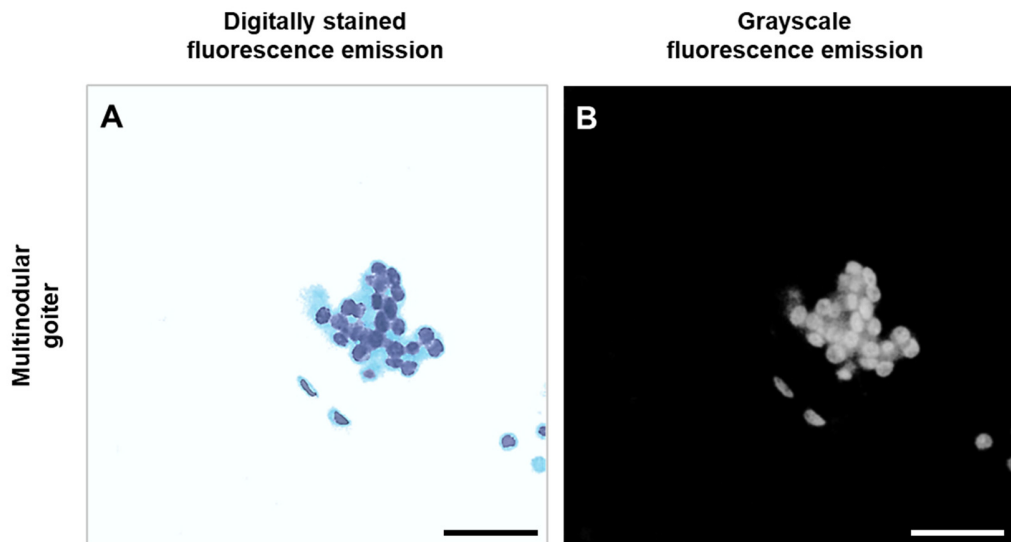 Digitally stained
fluorescence emission
Grayscale
fluorescence emission
A
B
Multinodular
goiter